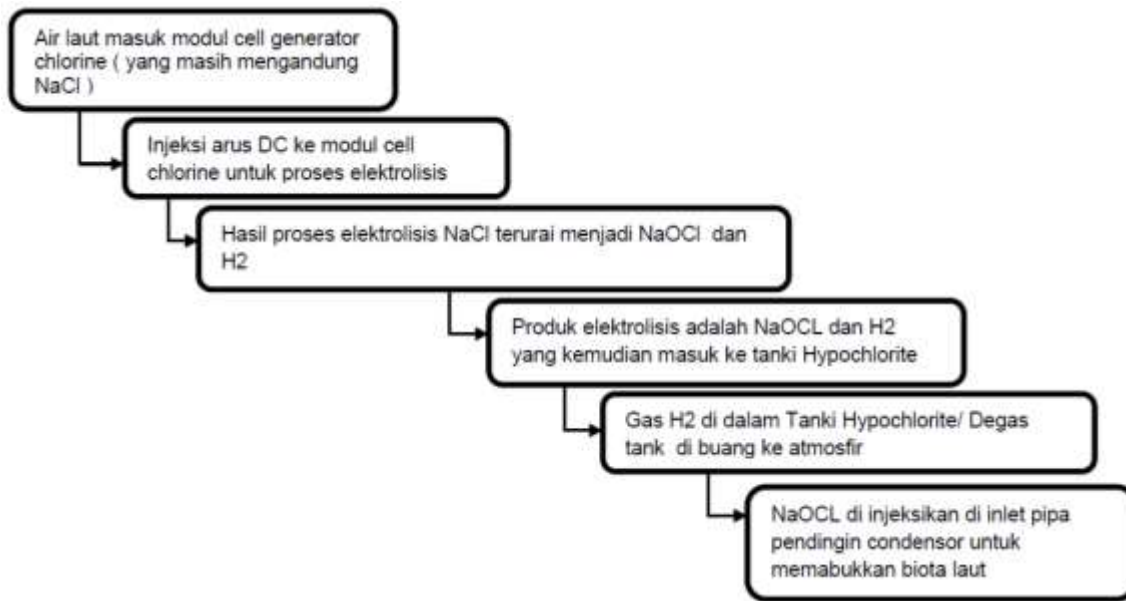 Air laut masuk modul cell generator
chlorine ( yang masih mengandung
NaCl )
Injeksi arus DC ke modul cell
chlorine untuk proses elektrolisis
Hasil proses elektrolisis NaCl terurai menjadi NaOCl dan
H2
Produk elektrolisis adalah NaOCL dan H2
yang kemudian masuk ke tanki Hypochlorite
Gas H2 di dalam Tanki Hypochlorite/ Degas
tank di buang ke atmosfir
NaOCL di injeksikan di inlet pipa
pendingin condensor untuk
memabukkan biota laut